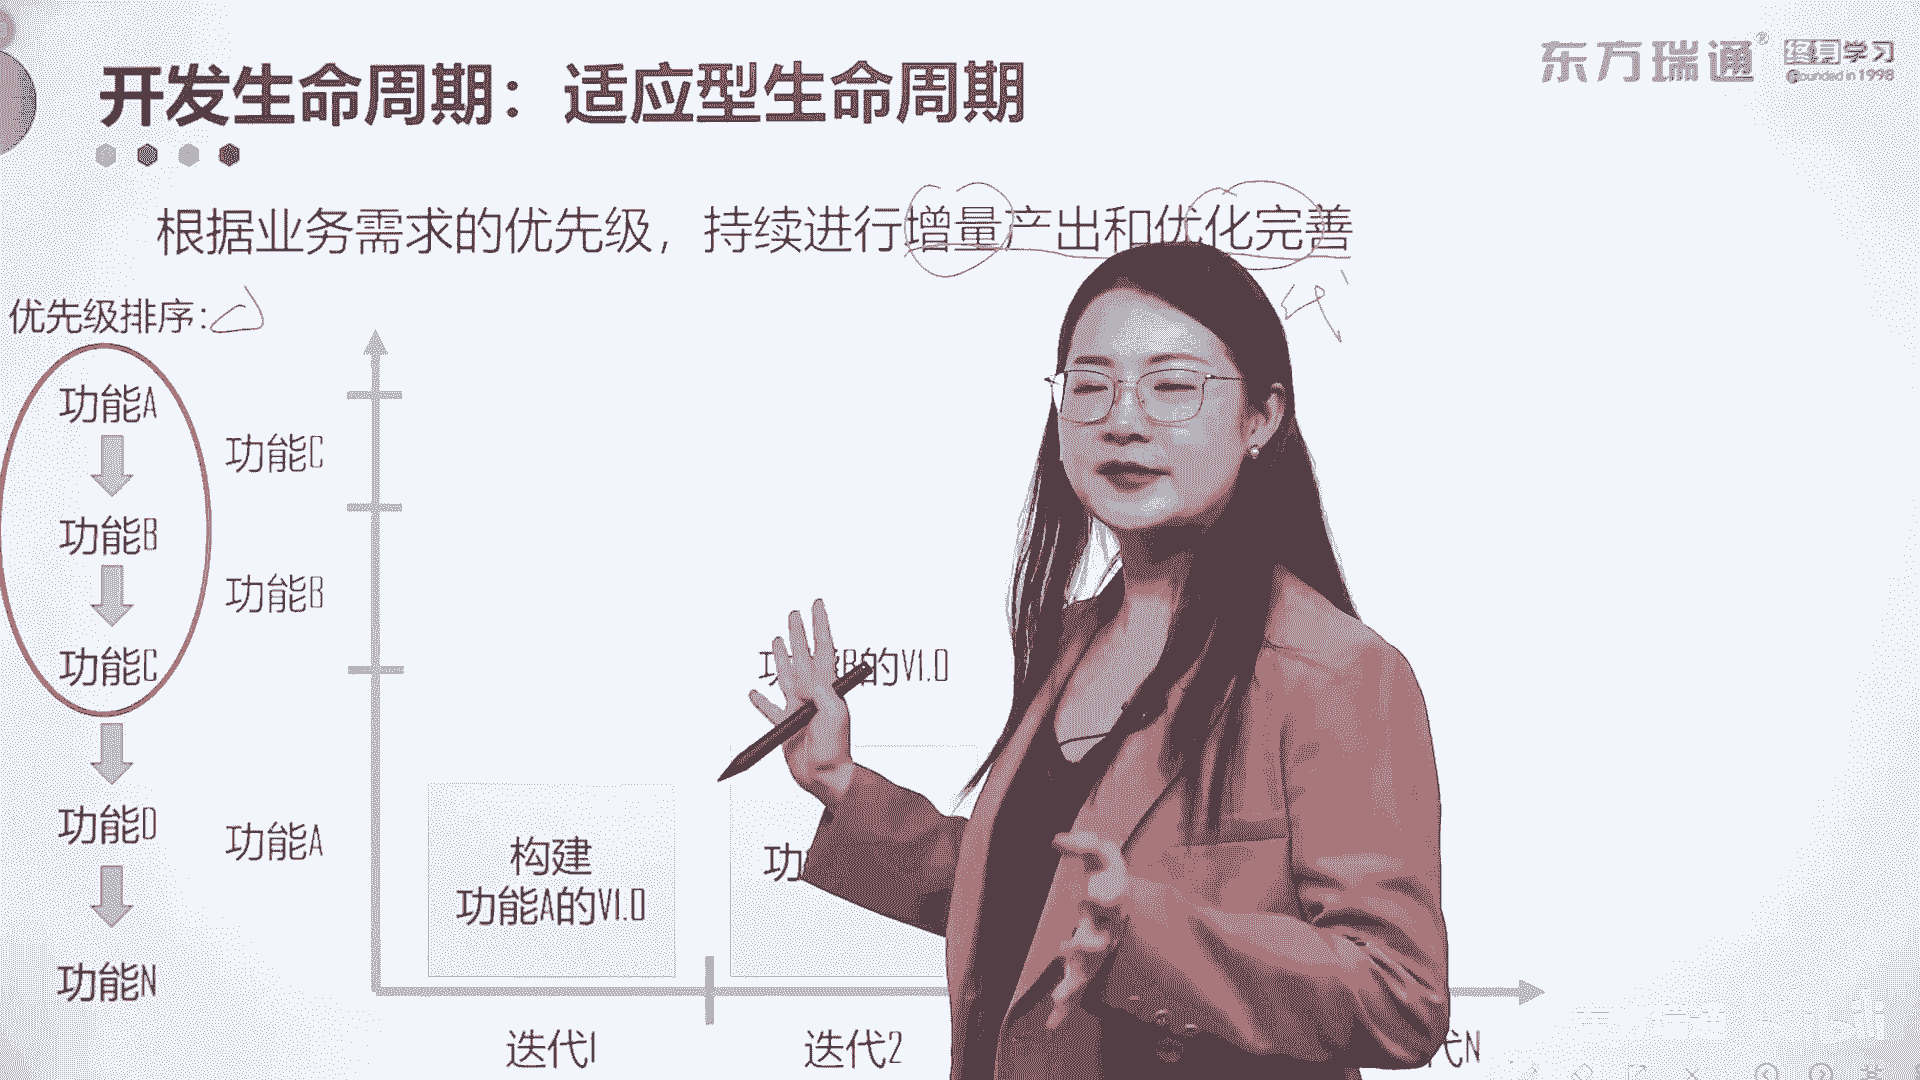 东方瑞通®
终身学习
Founded in 1998
开发生命周期：适应型生命周期
根据业务需求的优先级，持续进行增量产出和优化完善
优先级排序：
功能A
功能B
功能C
功能D
功能N
功能C
功能B
功能A
构建
功能A的V1.0
功能B的V1.0
功
迭代1
迭代2
代N